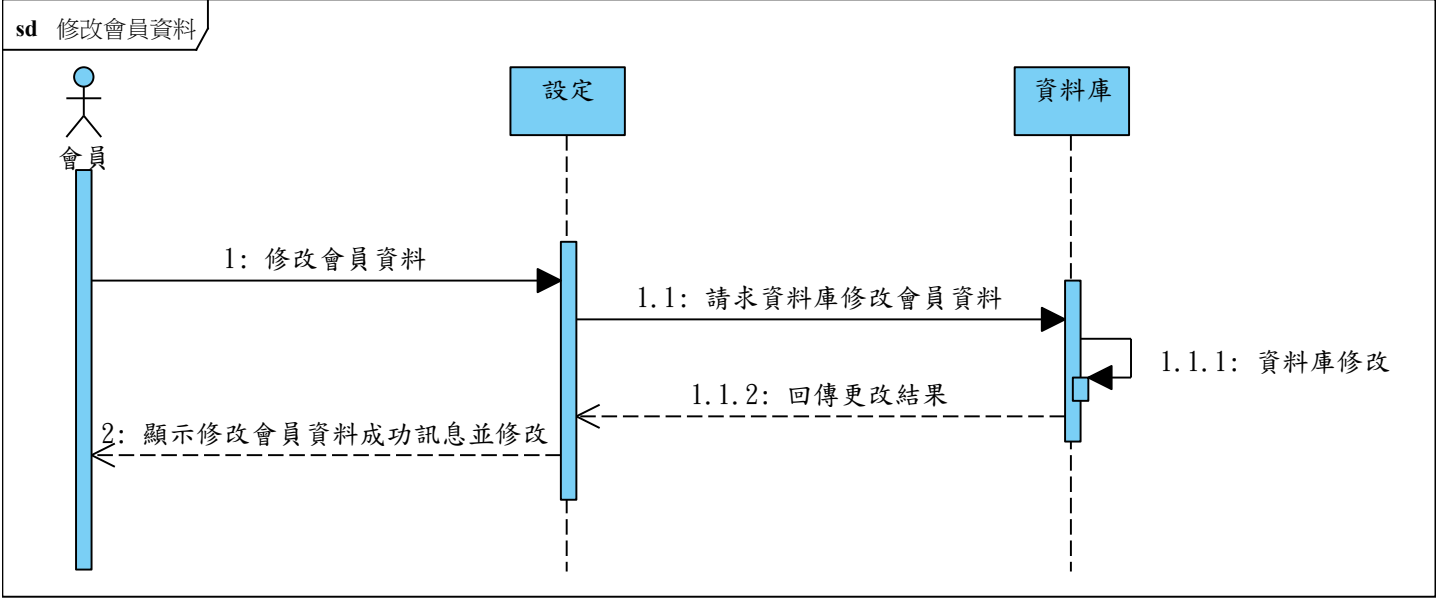 sd 修改會員資料
會員
設定
資料庫
1: 修改會員資料
1.1: 請求資料庫修改會員資料
1.1.1: 資料庫修改
1.1.2: 回傳更改結果
2: 顯示修改會員資料成功訊息並修改